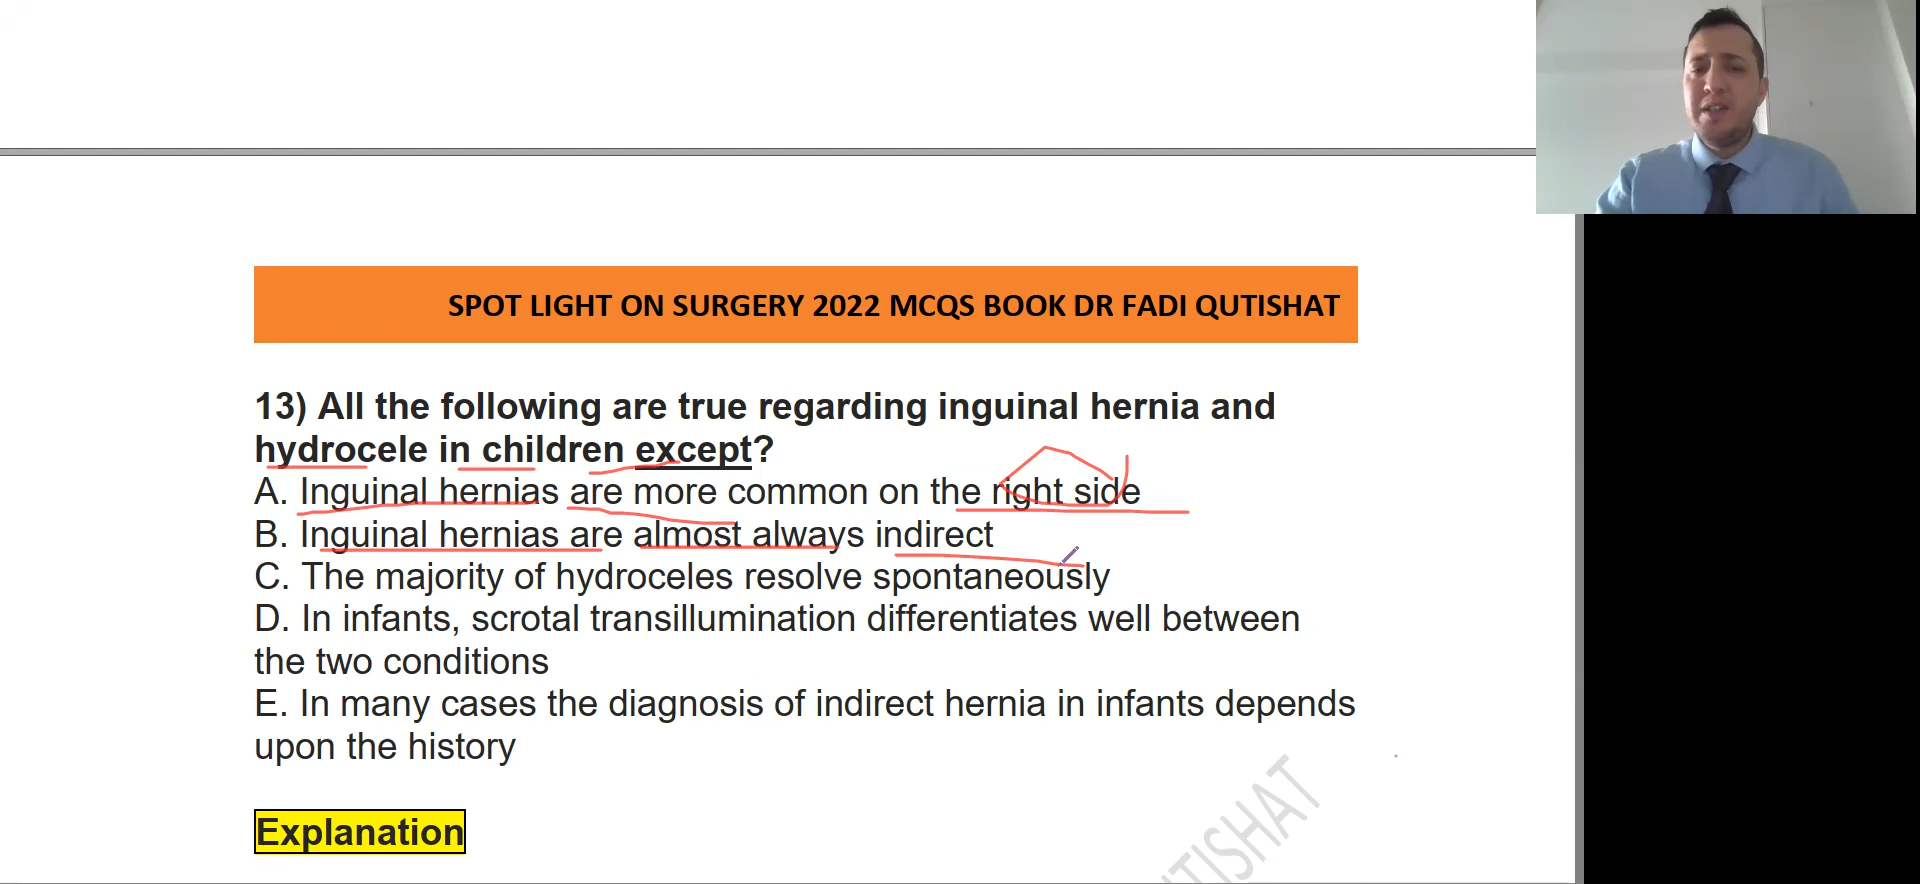 SPOT LIGHT ON SURGERY 2022 MCQS BOOK DR FADI QUTISHAT
13) All the following are true regarding inguinal hernia and
hydrocele in children except?
A. Inguinal hernias are more common on the right side
B. Inguinal hernias are almost always indirect
C. The majority of hydroceles resolve spontaneously
D. In infants, scrotal transillumination differentiates well between
the two conditions
E. In many cases the diagnosis of indirect hernia in infants depends
upon the history
Explanation